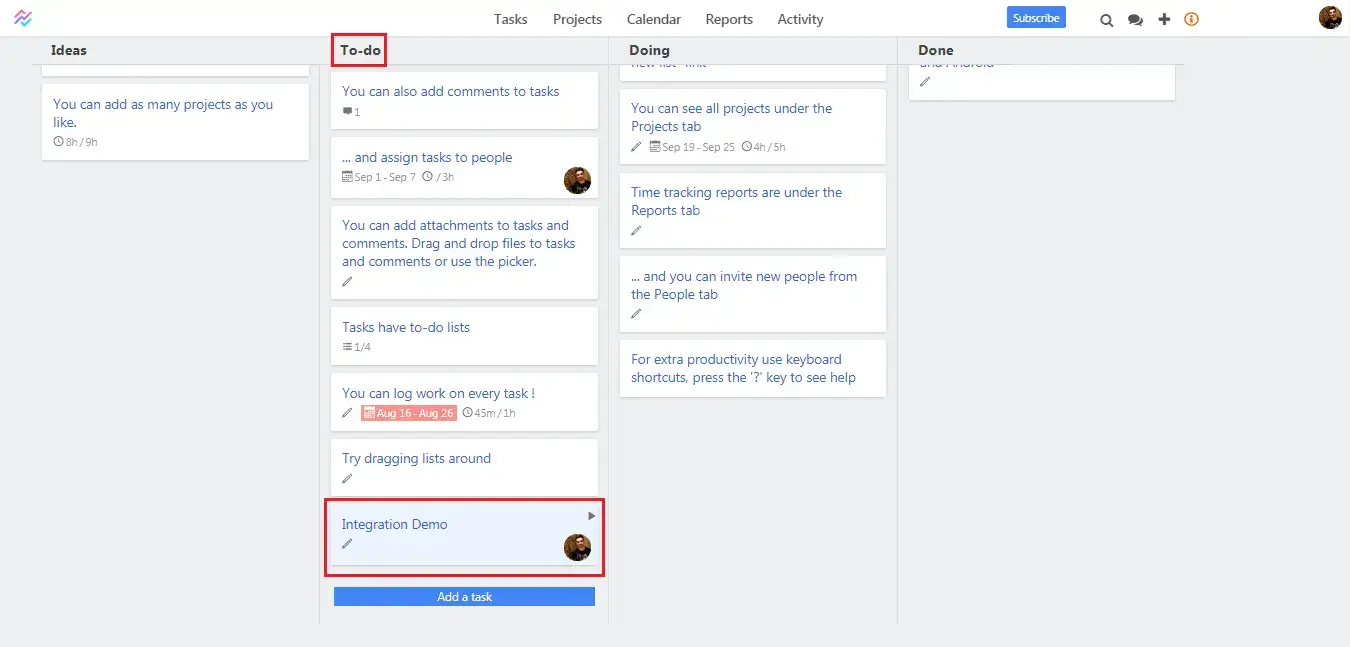 Tasks Projects Calendar Reports Activity Subscribe
Ideas
You can add as many projects as you
like.
8h / 9h
To-do
You can also add comments to tasks
1
... and assign tasks to people
Sep 1 - Sep 7 / 3h
You can add attachments to tasks and
comments. Drag and drop files to tasks
and comments or use the picker.
Tasks have to-do lists
1/4
You can log work on every task !
Aug 16 - Aug 26 45m / 1h
Try dragging lists around
Integration Demo
Add a task
Doing
new list" link
You can see all projects under the
Projects tab
Sep 19 - Sep 25 4h / 5h
Time tracking reports are under the
Reports tab
... and you can invite new people from
the People tab
For extra productivity use keyboard
shortcuts, press the '?' key to see help
Done
and Android